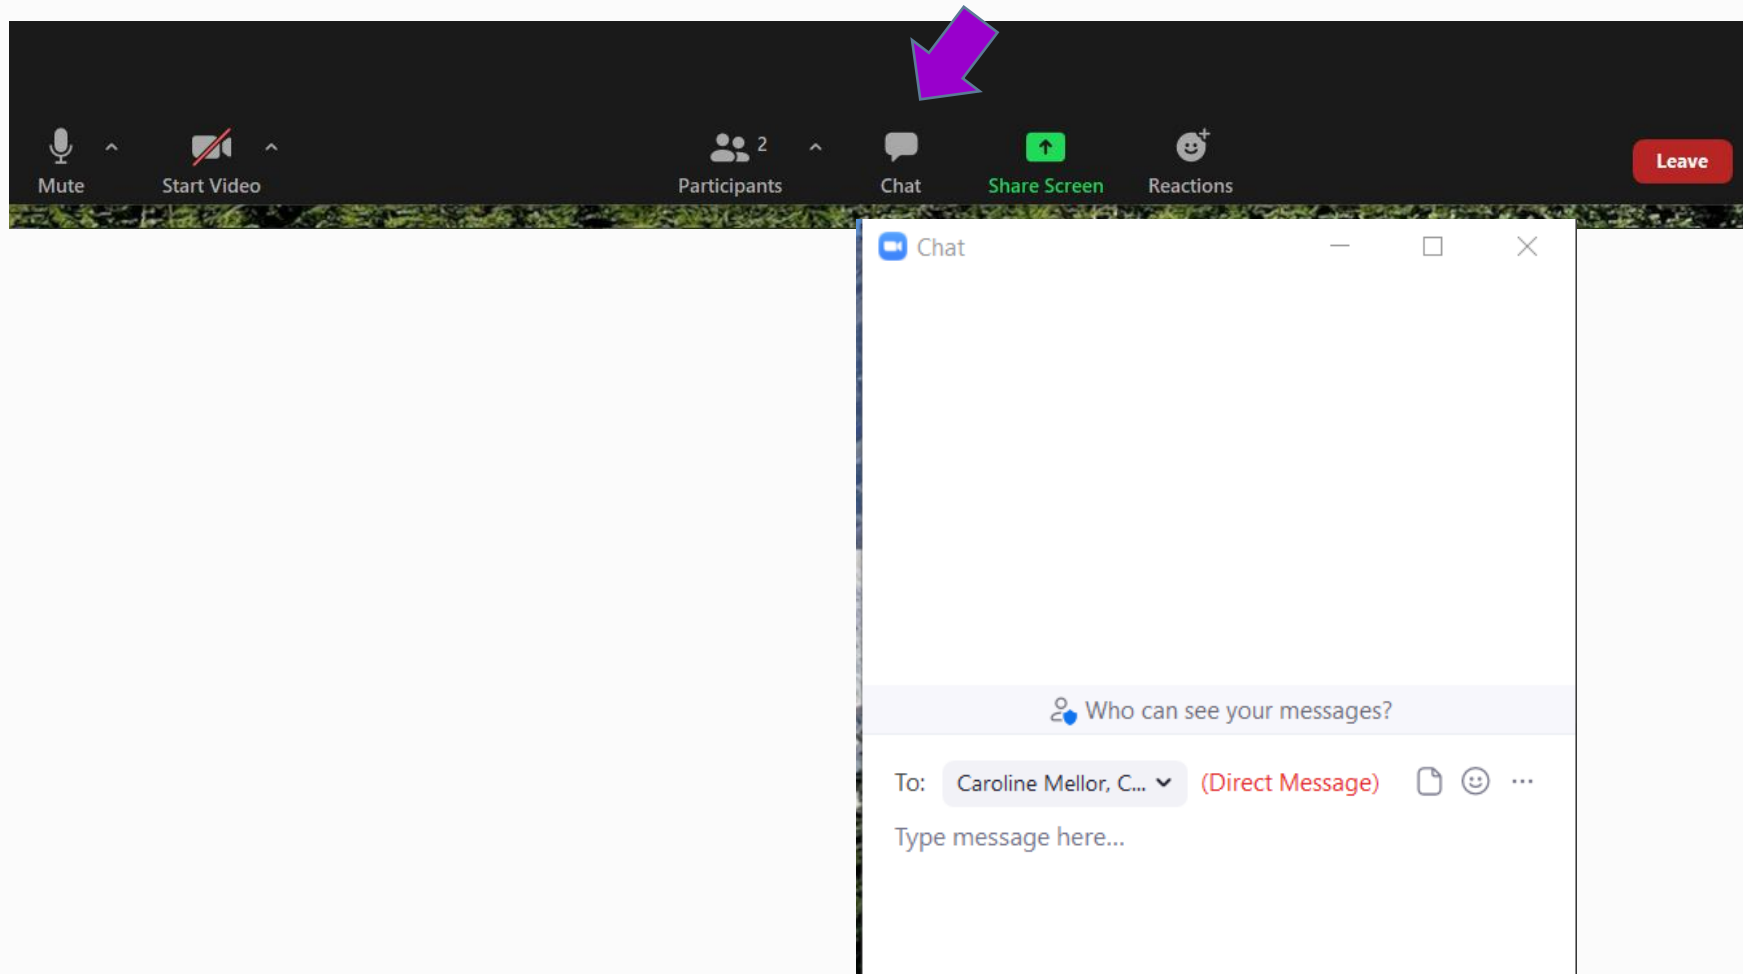 2
Mute Start Video Participants Chat Share Screen Reactions Leave
Chat
Who can see your messages?
To: Caroline Mellor, C... (Direct Message)
Type message here...